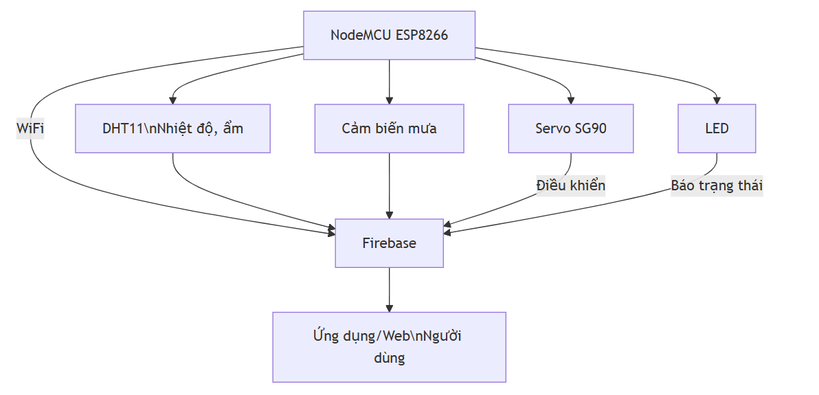 NodeMCU ESP8266
WiFi
DHT11\nNhiệt độ, ẩm
Cảm biến mưa
Servo SG90
LED
Điều khiển
Báo trạng thái
Firebase
Ứng dụng/Web\nNgười
dùng